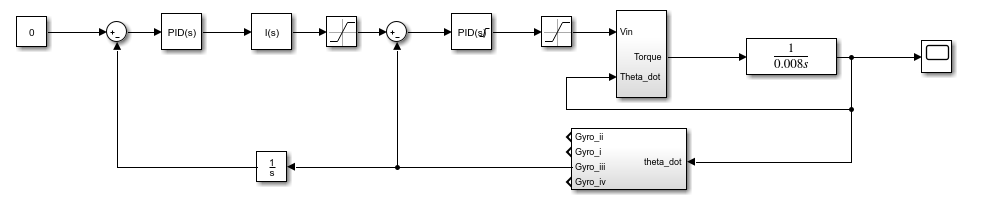 0
+
-
PID(s)
I(s)
+
-
PID(s)
Vin
Torque
Theta_dot
1
0.008s
Gyro_ii
Gyro_i
Gyro_iii
Gyro_iv
theta_dot
1
s